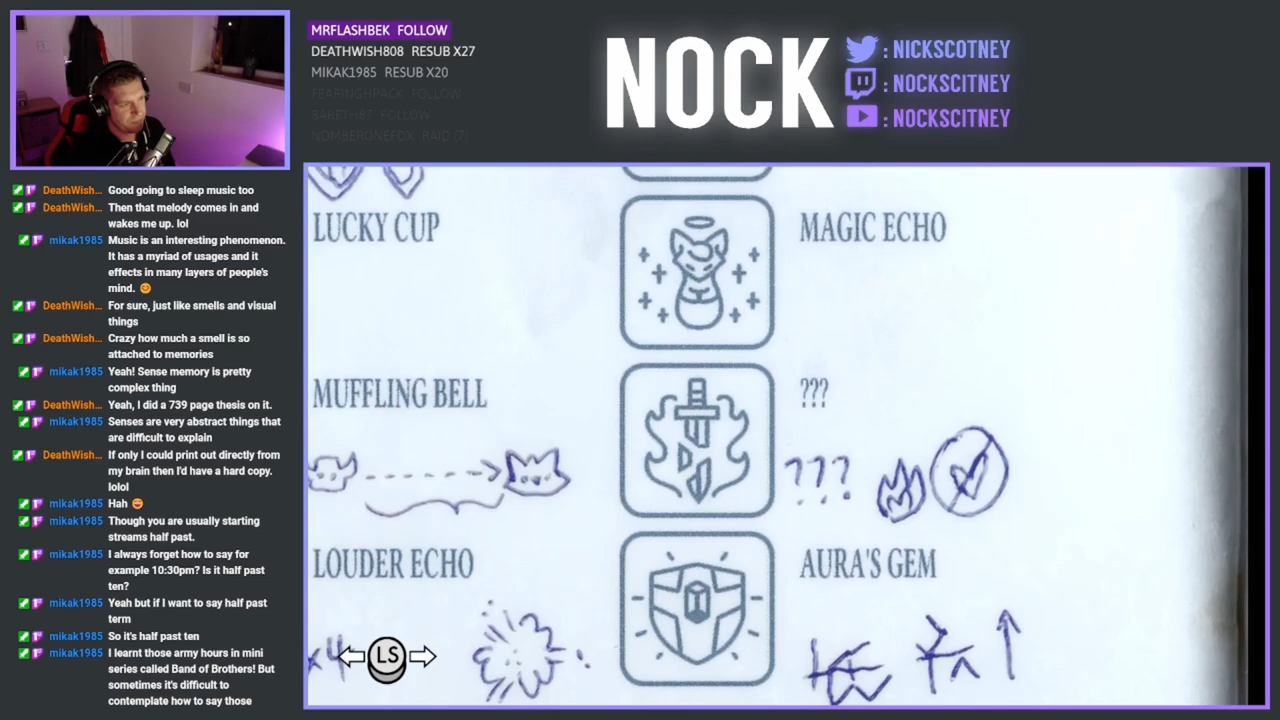 MRFLASHBEK FOLLOW
DEATHWISH808 RESUB X27
MIKAK1985 RESUB X20
FEARINGHPACK FOLLOW
NOMBERONEFOX RAID (7)
NOCK
: NICKSCOTNEY
: NOCKSCITNEY
: NOCKSCITNEY
DeathWish... Good going to sleep music too
DeathWish... Then that melody comes in and
wakes me up. lol
mikak1985 Music is an interesting phenomenon.
It has a myriad of usages and it
effects in many layers of people's
mind.
DeathWish... For sure, just like smells and visual
things
DeathWish... Crazy how much a smell is so
attached to memories
mikak1985 Yeah! Sense memory is pretty
complex thing
DeathWish... Yeah, I did a 739 page thesis on it.
mikak1985 Senses are very abstract things that
are difficult to explain
DeathWish... If only I could print out directly from
my brain then I'd have a hard copy.
lolol
mikak1985 Hah
mikak1985 Though you are usually starting
streams half past.
mikak1985 I always forget how to say for
example 10:30pm? Is it half past
ten?
mikak1985 Yeah but if I want to say half past
term
mikak1985 So it's half past ten
mikak1985 I learnt those army hours in mini
series called Band of Brothers! But
sometimes it's difficult to
contemplate how to say those
LUCKY CUP
MAGIC ECHO
MUFFLING BELL
???
???
LOUDER ECHO
AURA'S GEM
x4
LS